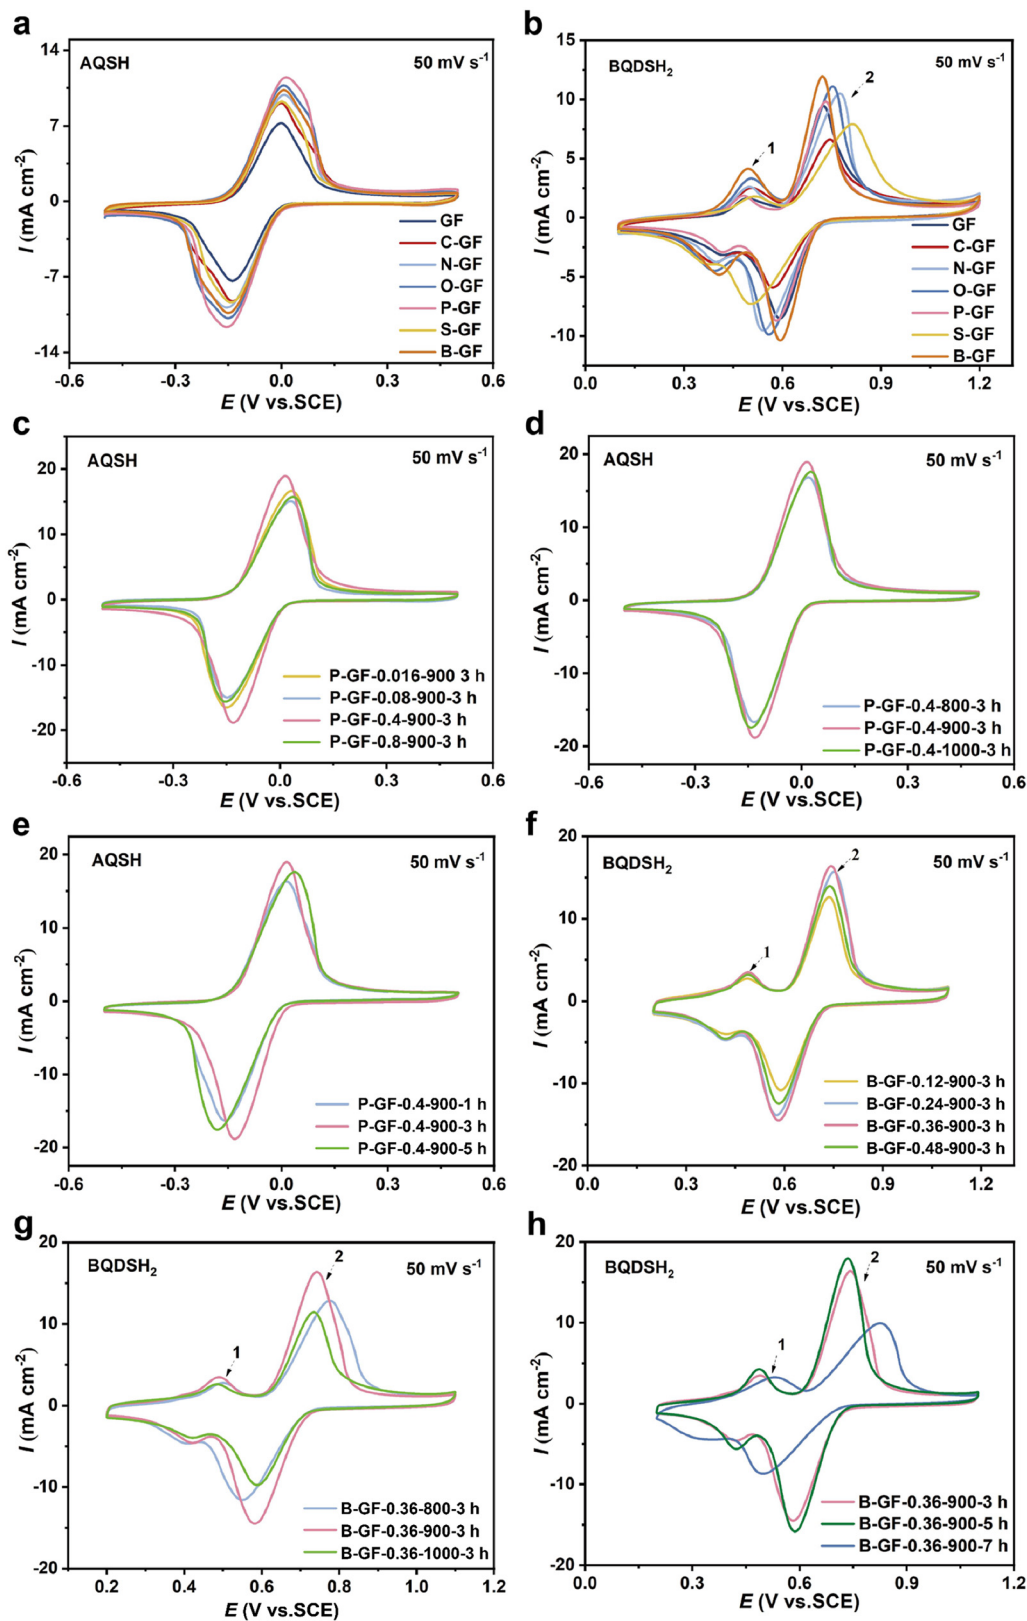 a
AQSH
50 mV s⁻¹
14
7
0
-7
-14
I (mA cm⁻²)
GF
C-GF
N-GF
O-GF
P-GF
S-GF
B-GF
-0.6
-0.3
0.0
0.3
0.6
E (V vs.SCE)
b
BQDSH₂
50 mV s⁻¹
15
10
5
0
-5
-10
I (mA cm⁻²)
1
2
GF
C-GF
N-GF
O-GF
P-GF
S-GF
B-GF
0.0
0.3
0.6
0.9
1.2
E (V vs.SCE)
c
AQSH
50 mV s⁻¹
20
10
0
-10
-20
I (mA cm⁻²)
P-GF-0.016-900 3 h
P-GF-0.08-900-3 h
P-GF-0.4-900-3 h
P-GF-0.8-900-3 h
-0.6
-0.3
0.0
0.3
0.6
E (V vs.SCE)
d
AQSH
50 mV s⁻¹
20
10
0
-10
-20
I (mA cm⁻²)
P-GF-0.4-800-3 h
P-GF-0.4-900-3 h
P-GF-0.4-1000-3 h
-0.6
-0.3
0.0
0.3
0.6
E (V vs.SCE)
e
AQSH
50 mV s⁻¹
20
10
0
-10
-20
I (mA cm⁻²)
P-GF-0.4-900-1 h
P-GF-0.4-900-3 h
P-GF-0.4-900-5 h
-0.6
-0.3
0.0
0.3
0.6
E (V vs.SCE)
f
BQDSH₂
50 mV s⁻¹
20
10
0
-10
-20
I (mA cm⁻²)
1
2
B-GF-0.12-900-3 h
B-GF-0.24-900-3 h
B-GF-0.36-900-3 h
B-GF-0.48-900-3 h
0.0
0.3
0.6
0.9
1.2
E (V vs.SCE)
g
BQDSH₂
50 mV s⁻¹
20
10
0
-10
-20
I (mA cm⁻²)
1
2
B-GF-0.36-800-3 h
B-GF-0.36-900-3 h
B-GF-0.36-1000-3 h
0.2
0.4
0.6
0.8
1.0
1.2
E (V vs.SCE)
h
BQDSH₂
50 mV s⁻¹
20
10
0
-10
-20
I (mA cm⁻²)
1
2
B-GF-0.36-900-3 h
B-GF-0.36-900-5 h
B-GF-0.36-900-7 h
0.0
0.3
0.6
0.9
1.2
E (V vs.SCE)